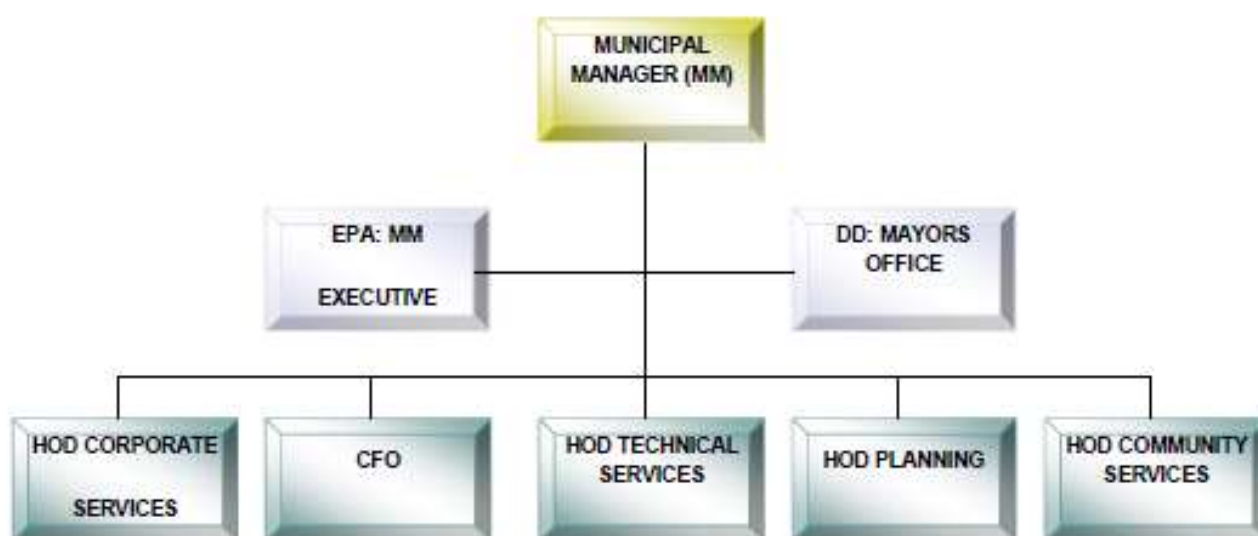 MUNICIPAL
MANAGER (MM)
EPA: MM
EXECUTIVE
DD: MAYORS
OFFICE
HOD CORPORATE
SERVICES
CFO
HOD TECHNICAL
SERVICES
HOD PLANNING
HOD COMMUNITY
SERVICES